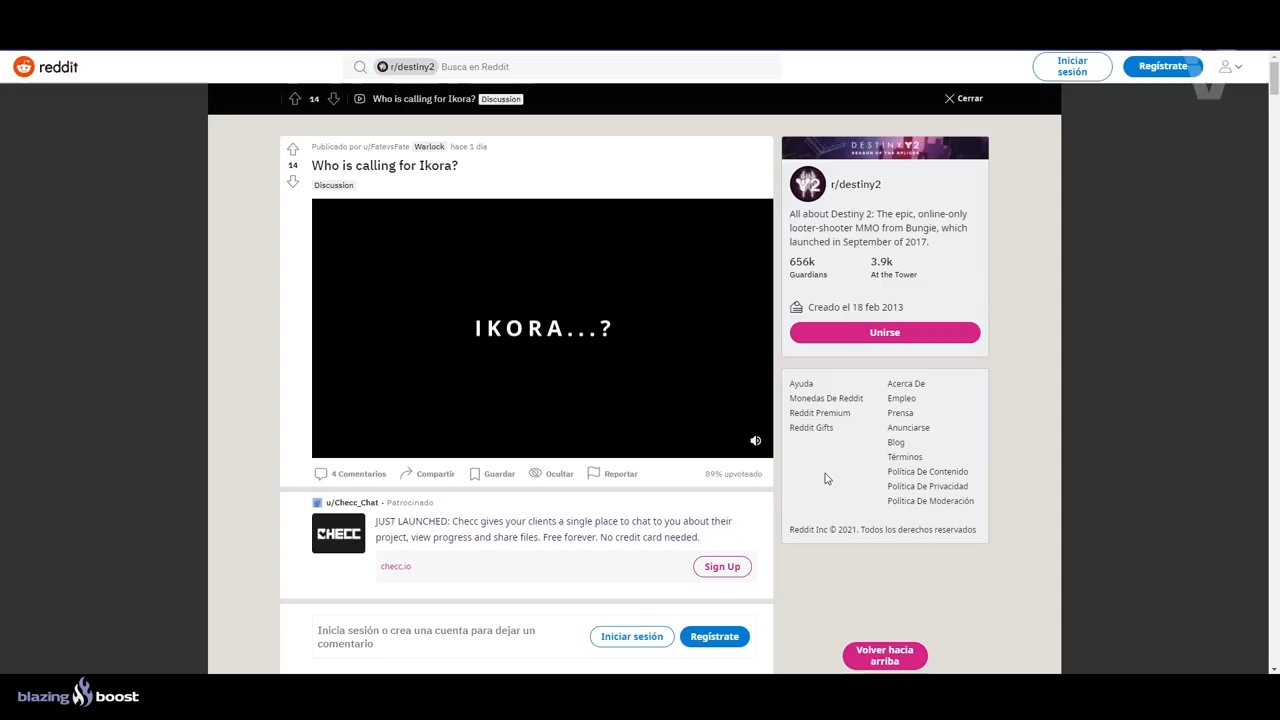 reddit
r/destiny2 Busca en Reddit
Iniciar sesión
Regístrate
14 Who is calling for Ikora? Discussion
Cerrar
Publicado por u/FatevsFate Warlock hace 1 día
14
Who is calling for Ikora?
Discussion
IKORA...?
4 Comentarios Compartir Guardar Ocultar Reportar 89% upvoteado
u/Checc_Chat • Patrocinado
CHECC
JUST LAUNCHED: Checc gives your clients a single place to chat to you about their
project, view progress and share files. Free forever. No credit card needed.
checc.io
Sign Up
Inicia sesión o crea una cuenta para dejar un
comentario
Iniciar sesión
Regístrate
DESTINY 2
SEASON OF THE SPLICER
r/destiny2
All about Destiny 2: The epic, online-only
looter-shooter MMO from Bungie, which
launched in September of 2017.
656k 3.9k
Guardians At the Tower
Creado el 18 feb 2013
Unirse
Ayuda Acerca De
Monedas De Reddit Empleo
Reddit Premium Prensa
Reddit Gifts Anunciarse
Blog
Términos
Política De Contenido
Política De Privacidad
Política De Moderación
Reddit Inc © 2021. Todos los derechos reservados
Volver hacia
arriba
blazing boost